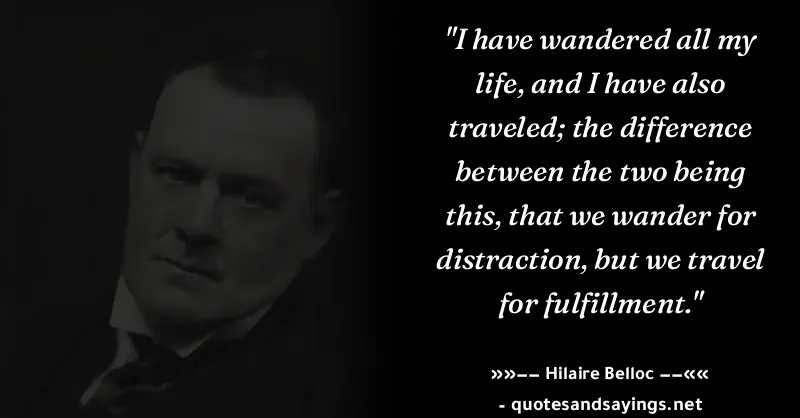 "I have wandered all my
life, and I have also
traveled; the difference
between the two being
this, that we wander for
distraction, but we travel
for fulfillment."
»»−− Hilaire Belloc −−««
- quotesandsayings.net